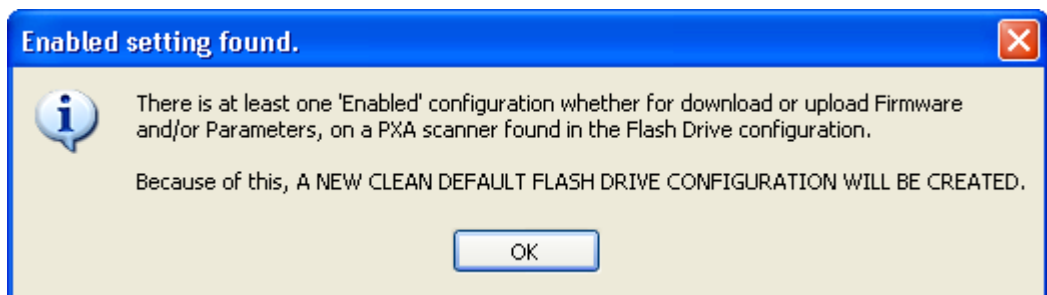 Enabled setting found.
There is at least one 'Enabled' configuration whether for download or upload Firmware
and/or Parameters, on a PXA scanner found in the Flash Drive configuration.
Because of this, A NEW CLEAN DEFAULT FLASH DRIVE CONFIGURATION WILL BE CREATED.
OK